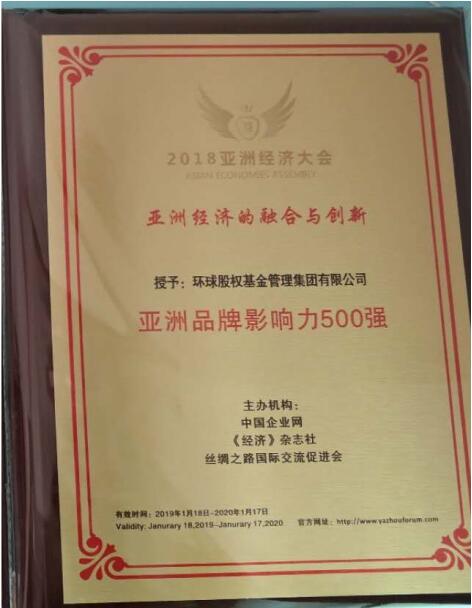 2018亚洲经济大会
ASIAN ECONOMIES ASSEMBLY
亚洲经济的融合与创新
授予：环球股权基金管理集团有限公司
亚洲品牌影响力500强
主办机构：
中国企业网
《经济》杂志社
丝绸之路国际交流促进会
有效时间：2019年1月18日-2020年1月17日
Validity: Janurary 18,2019--Janurary 17,2020 官方网址：http://www.yazhouforum.com